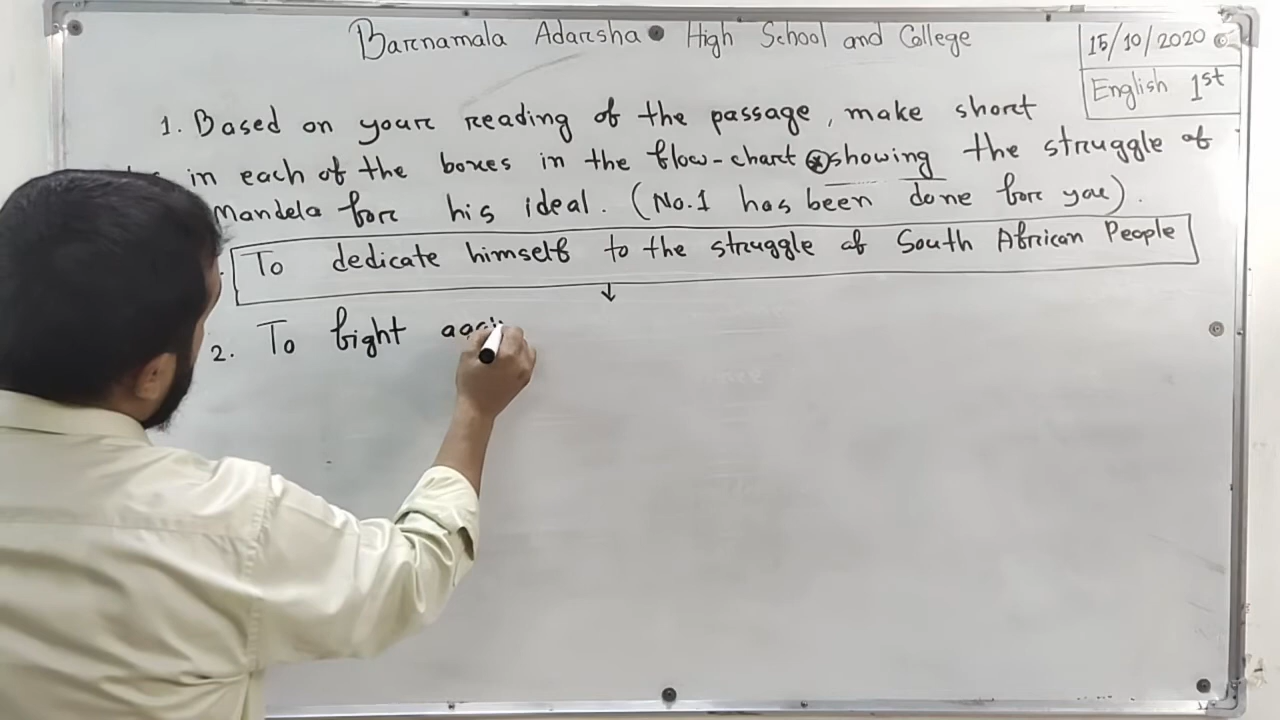 Barnamala Adarsha High School and College
15/10/2020
English 1st
1. Based on your reading of the passage, make short
in each of the boxes in the flow-chart showing the struggle of
Mandela for his ideal. (No.1 has been done for you).
To dedicate himself to the struggle of South African People
↓
2. To fight